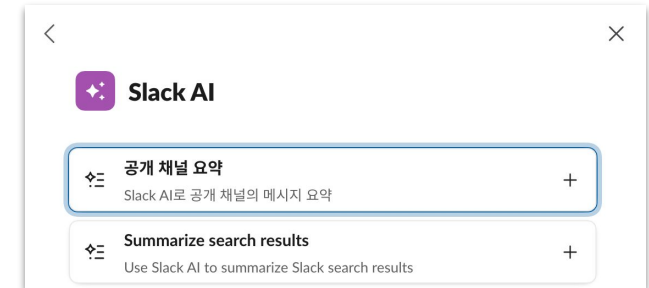 Slack AI
공개 채널 요약
Slack AI로 공개 채널의 메시지 요약
Summarize search results
Use Slack AI to summarize Slack search results